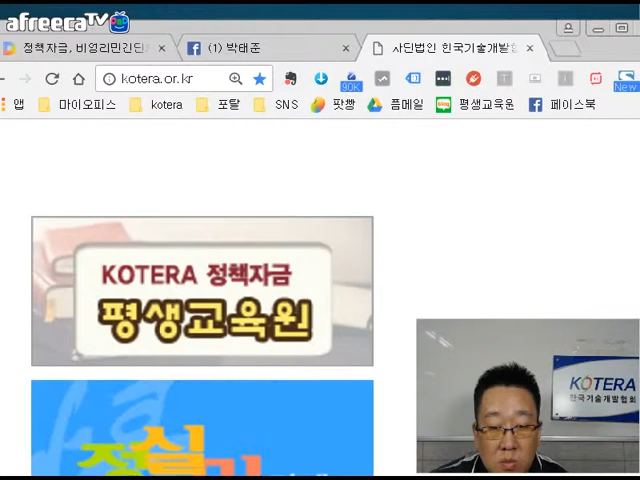 afreecaTV
정책자금, 비영리민간단체
(1) 박태준
사단법인 한국기술개발협
kotera.or.kr
90K
New
앱
마이오피스
kotera
포탈
SNS
팟빵
플메일
평생교육원
페이스북
KOTERA 정책자금
평생교육원
KOTERA
한국기술개발협회